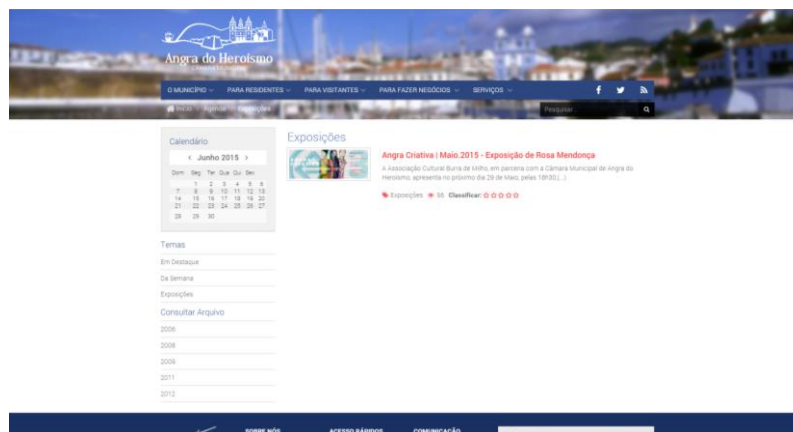 Angra do Heroísmo
O MUNICÍPIO
PARA RESIDENTES
PARA VISITANTES
PARA FAZER NEGÓCIOS
SERVIÇOS
Início Agenda Exposições
Pesquisar...
Calendário
< Junho 2015 >
Dom Seg Ter Qua Qui Sex
1 2 3 4 5 6
7 8 9 10 11 12 13
14 15 16 17 18 19 20
21 22 23 24 25 26 27
28 29 30
Temas
Em Destaque
Da Semana
Exposições
Consultar Arquivo
2006
2008
2009
2011
2012
Exposições
Angra Criativa | Maio.2015 - Exposição de Rosa Mendonça
A Associação Cultural Burra de Milho, em parceria com a Câmara Municipal de Angra do
Heroísmo, apresenta no próximo dia 29 de Maio, pelas 18h30,(...)
Exposições
Classificar:
SOBRE NÓS
ACESSO RÁPIDOS
COMUNICAÇÃO